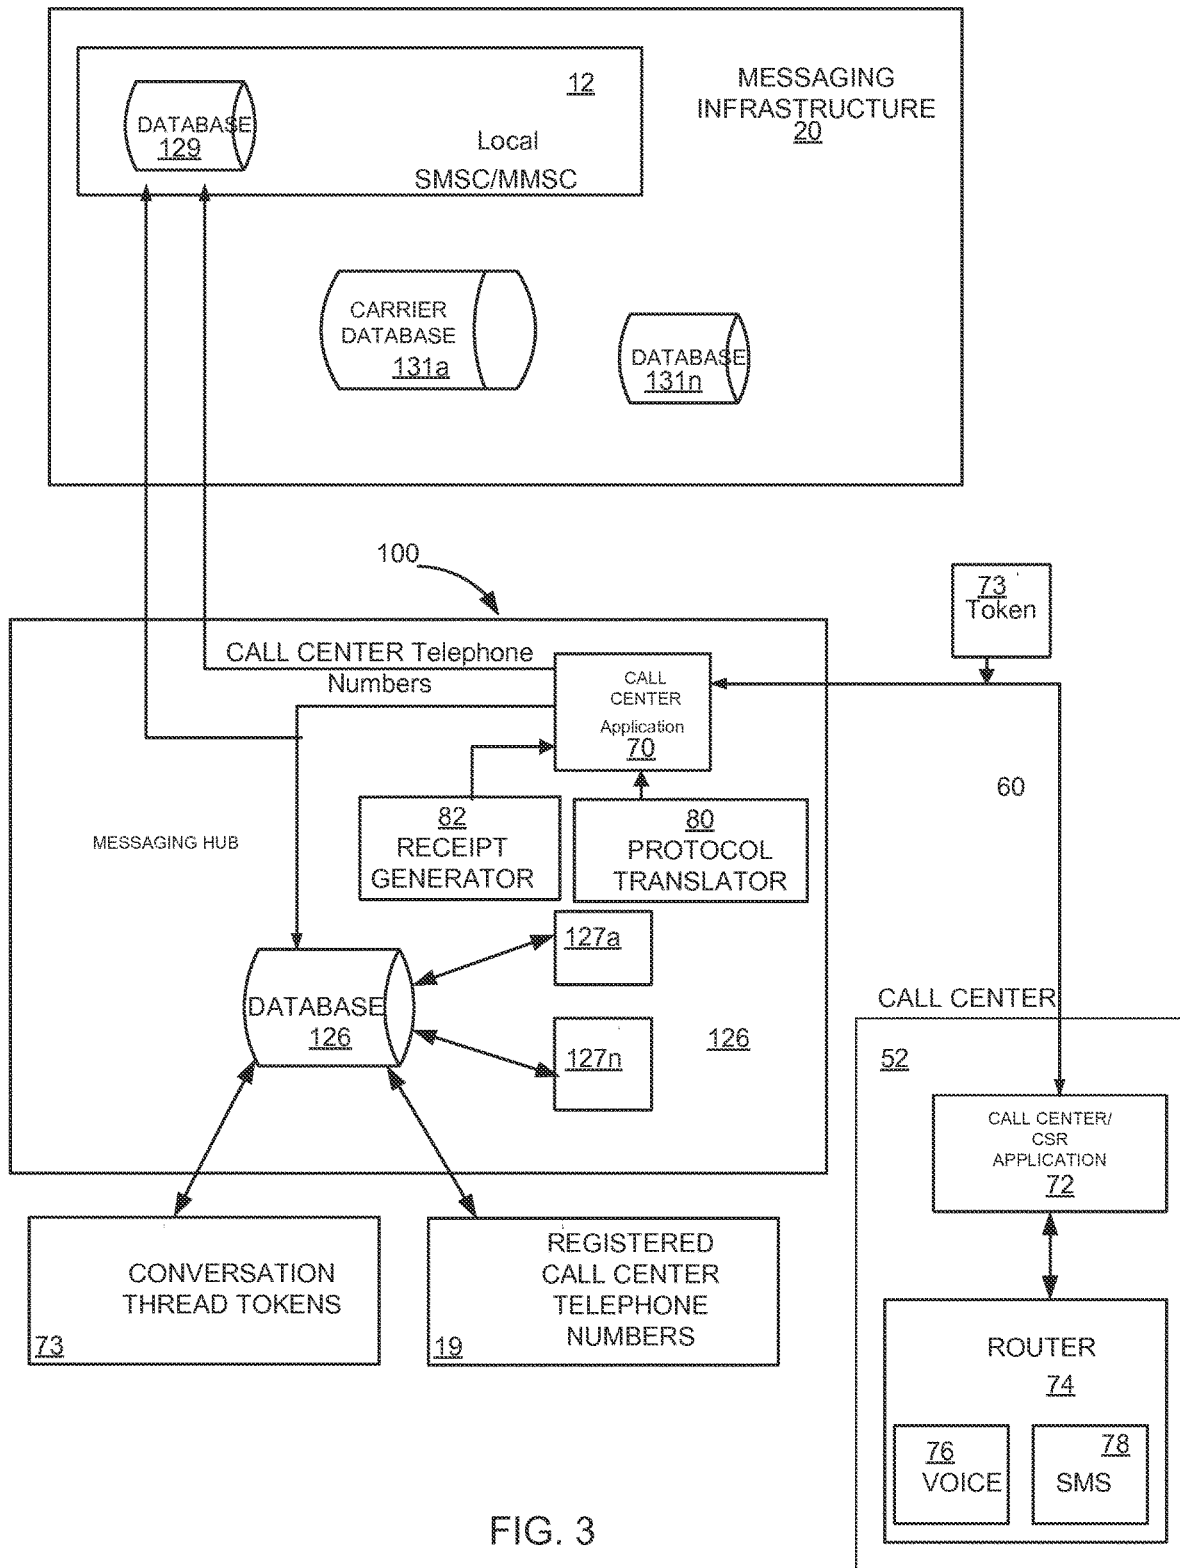 12
DATABASE
129
Local
SMSC/MMSC
MESSAGING
INFRASTRUCTURE
20
CARRIER
DATABASE
131a
DATABASE
131n
100
73
Token
CALL CENTER Telephone
Numbers
CALL
CENTER
Application
70
60
82
RECEIPT
GENERATOR
80
PROTOCOL
TRANSLATOR
MESSAGING HUB
127a
DATABASE
126
127n
126
CALL CENTER
52
CALL CENTER/
CSR
APPLICATION
72
CONVERSATION
THREAD TOKENS
73
REGISTERED
CALL CENTER
TELEPHONE
NUMBERS
19
ROUTER
74
76
VOICE
78
SMS
FIG. 3